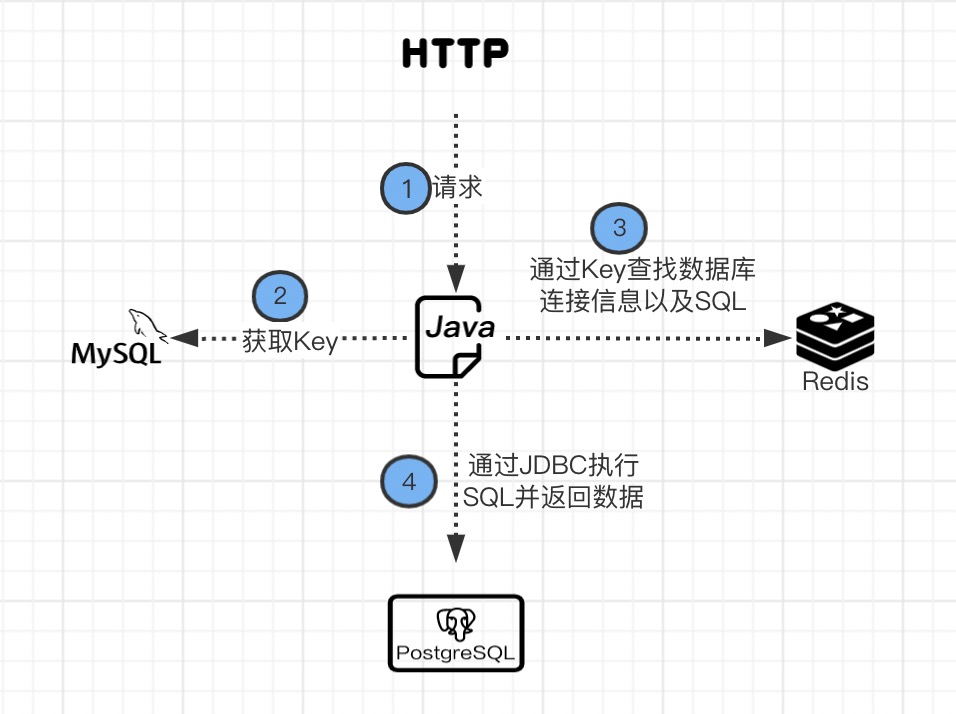 HTTP
1
请求
3
通过Key查找数据库
连接信息以及SQL
2
获取Key
MySQL
Java
Redis
4
通过JDBC执行
SQL并返回数据
PostgreSQL